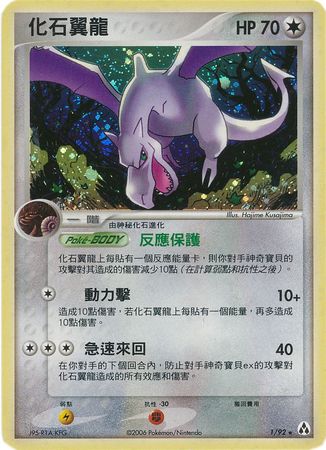 化石翼龍 HP 70
Illus. Hajime Kusajima
一階
由神秘化石進化
Poké-BODY 反應保護
化石翼龍上每貼有一個反應能量卡，則你對手神奇寶貝的
攻擊對其造成的傷害減少10點（在計算弱點和抗性之後）。
動力擊 10+
造成10點傷害，若化石翼龍上每貼有一個能量，再多造成
10點傷害。
急速來回 40
在你對手的下個回合內，防止對手神奇寶貝ex的攻擊對
化石翼龍造成的所有效應和傷害。
弱點 抗性 -30 撤回費用
J95-R1A KFG ©2006 Pokémon/Nintendo 1/92 ★